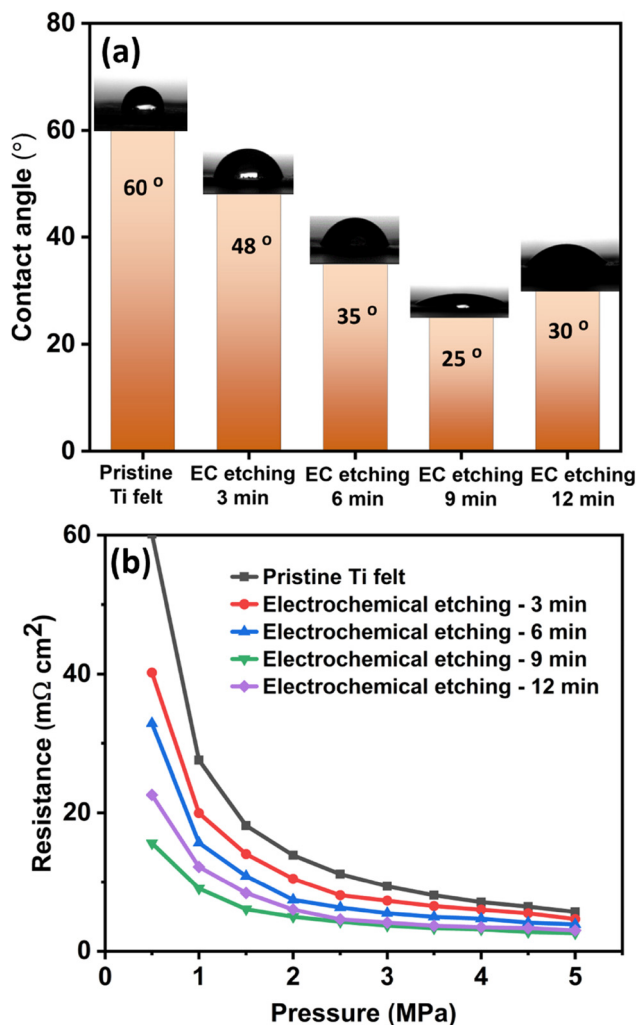 (a)
Contact angle (°)
80
60
40
20
0
60 o
48 o
35 o
25 o
30 o
Pristine
Ti felt
EC etching
3 min
EC etching
6 min
EC etching
9 min
EC etching
12 min
(b)
Resistance (mΩ cm2)
60
40
20
0
Pristine Ti felt
Electrochemical etching - 3 min
Electrochemical etching - 6 min
Electrochemical etching - 9 min
Electrochemical etching - 12 min
0 1 2 3 4 5
Pressure (MPa)